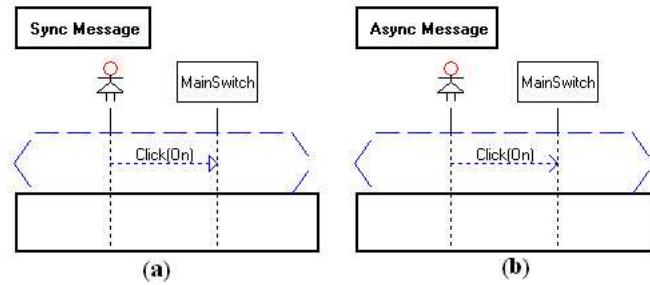 Sync Message
MainSwitch
Click(On)
(a)
Async Message
MainSwitch
Click(On)
(b)